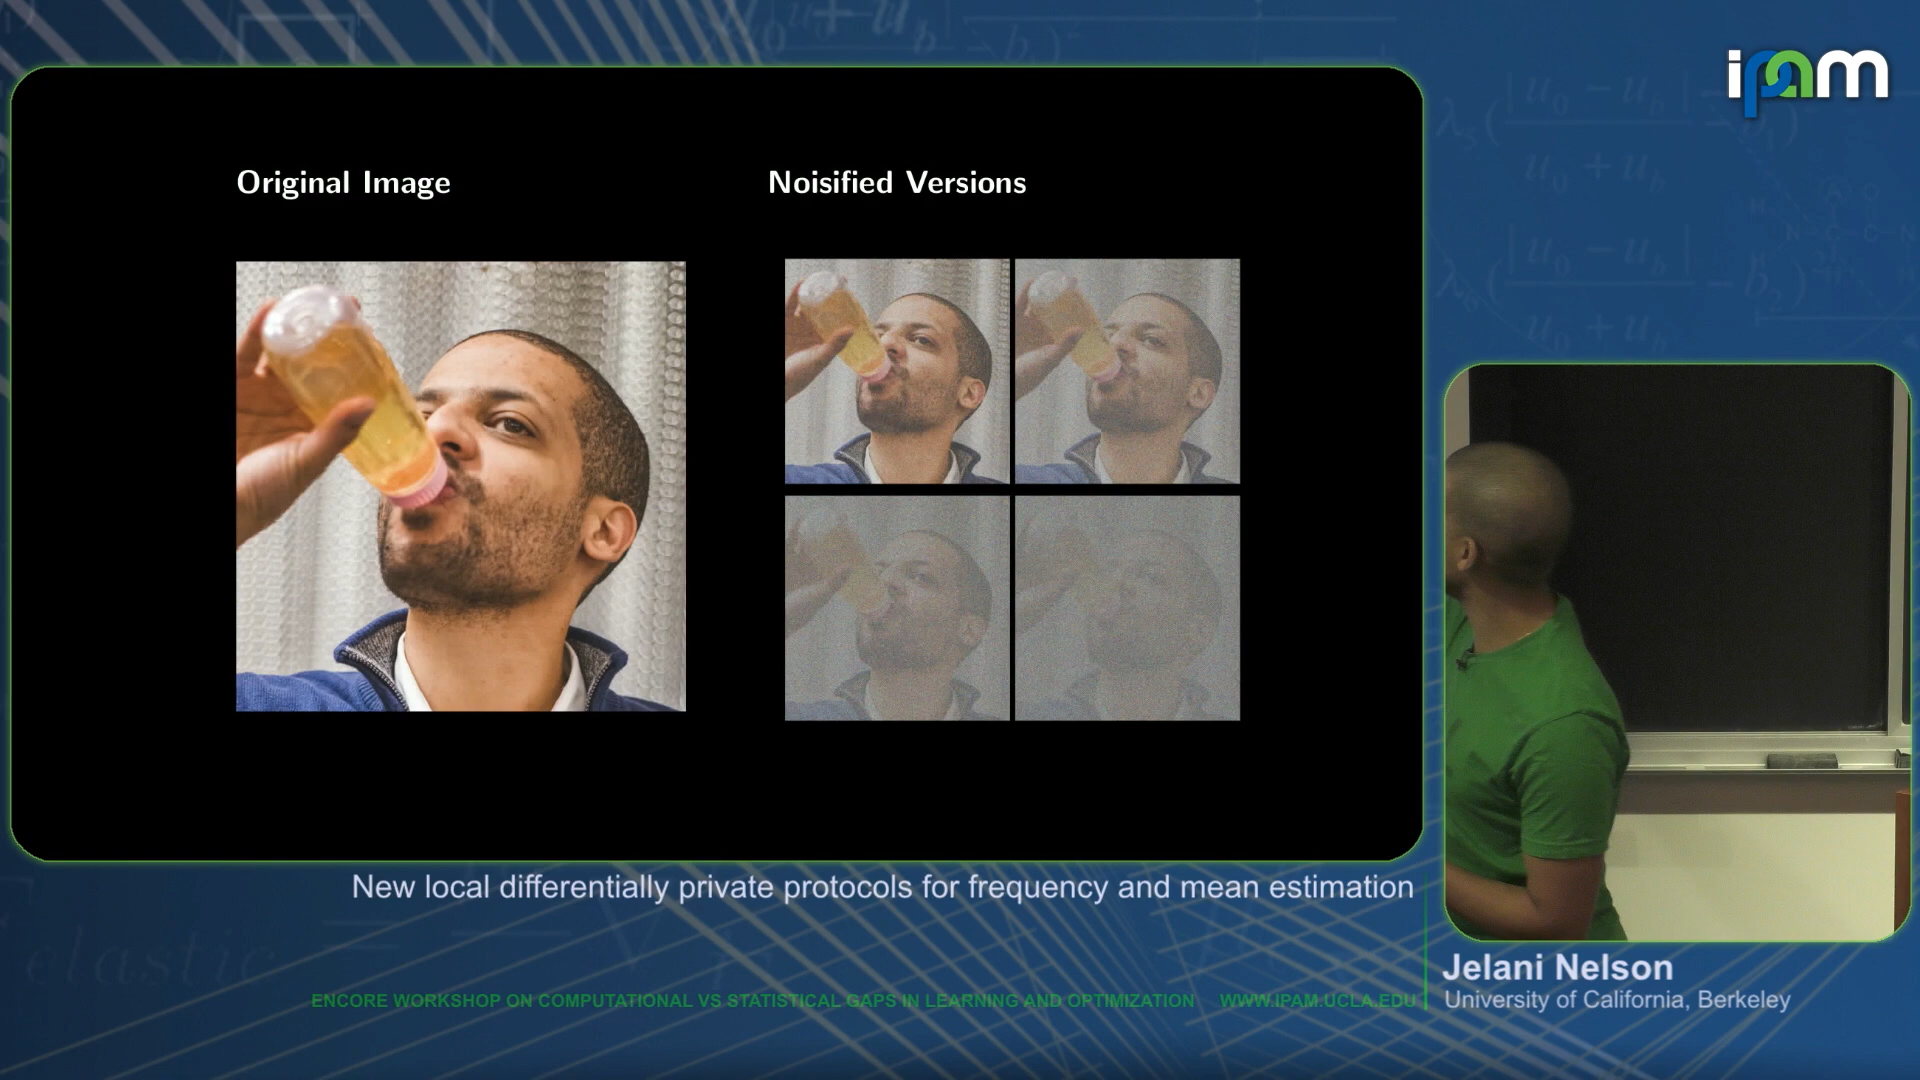 ipam
Original Image
Noisified Versions
New local differentially private protocols for frequency and mean estimation
Jelani Nelson
University of California, Berkeley
ENCORE WORKSHOP ON COMPUTATIONAL VS STATISTICAL GAPS IN LEARNING AND OPTIMIZATION WWW.IPAM.UCLA.EDU
elastic